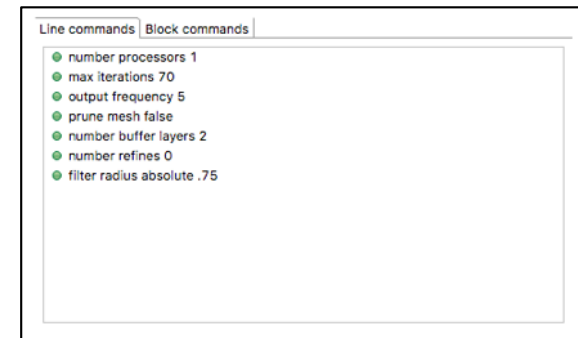 Line commands Block commands
number processors 1
max iterations 70
output frequency 5
prune mesh false
number buffer layers 2
number refines 0
filter radius absolute .75